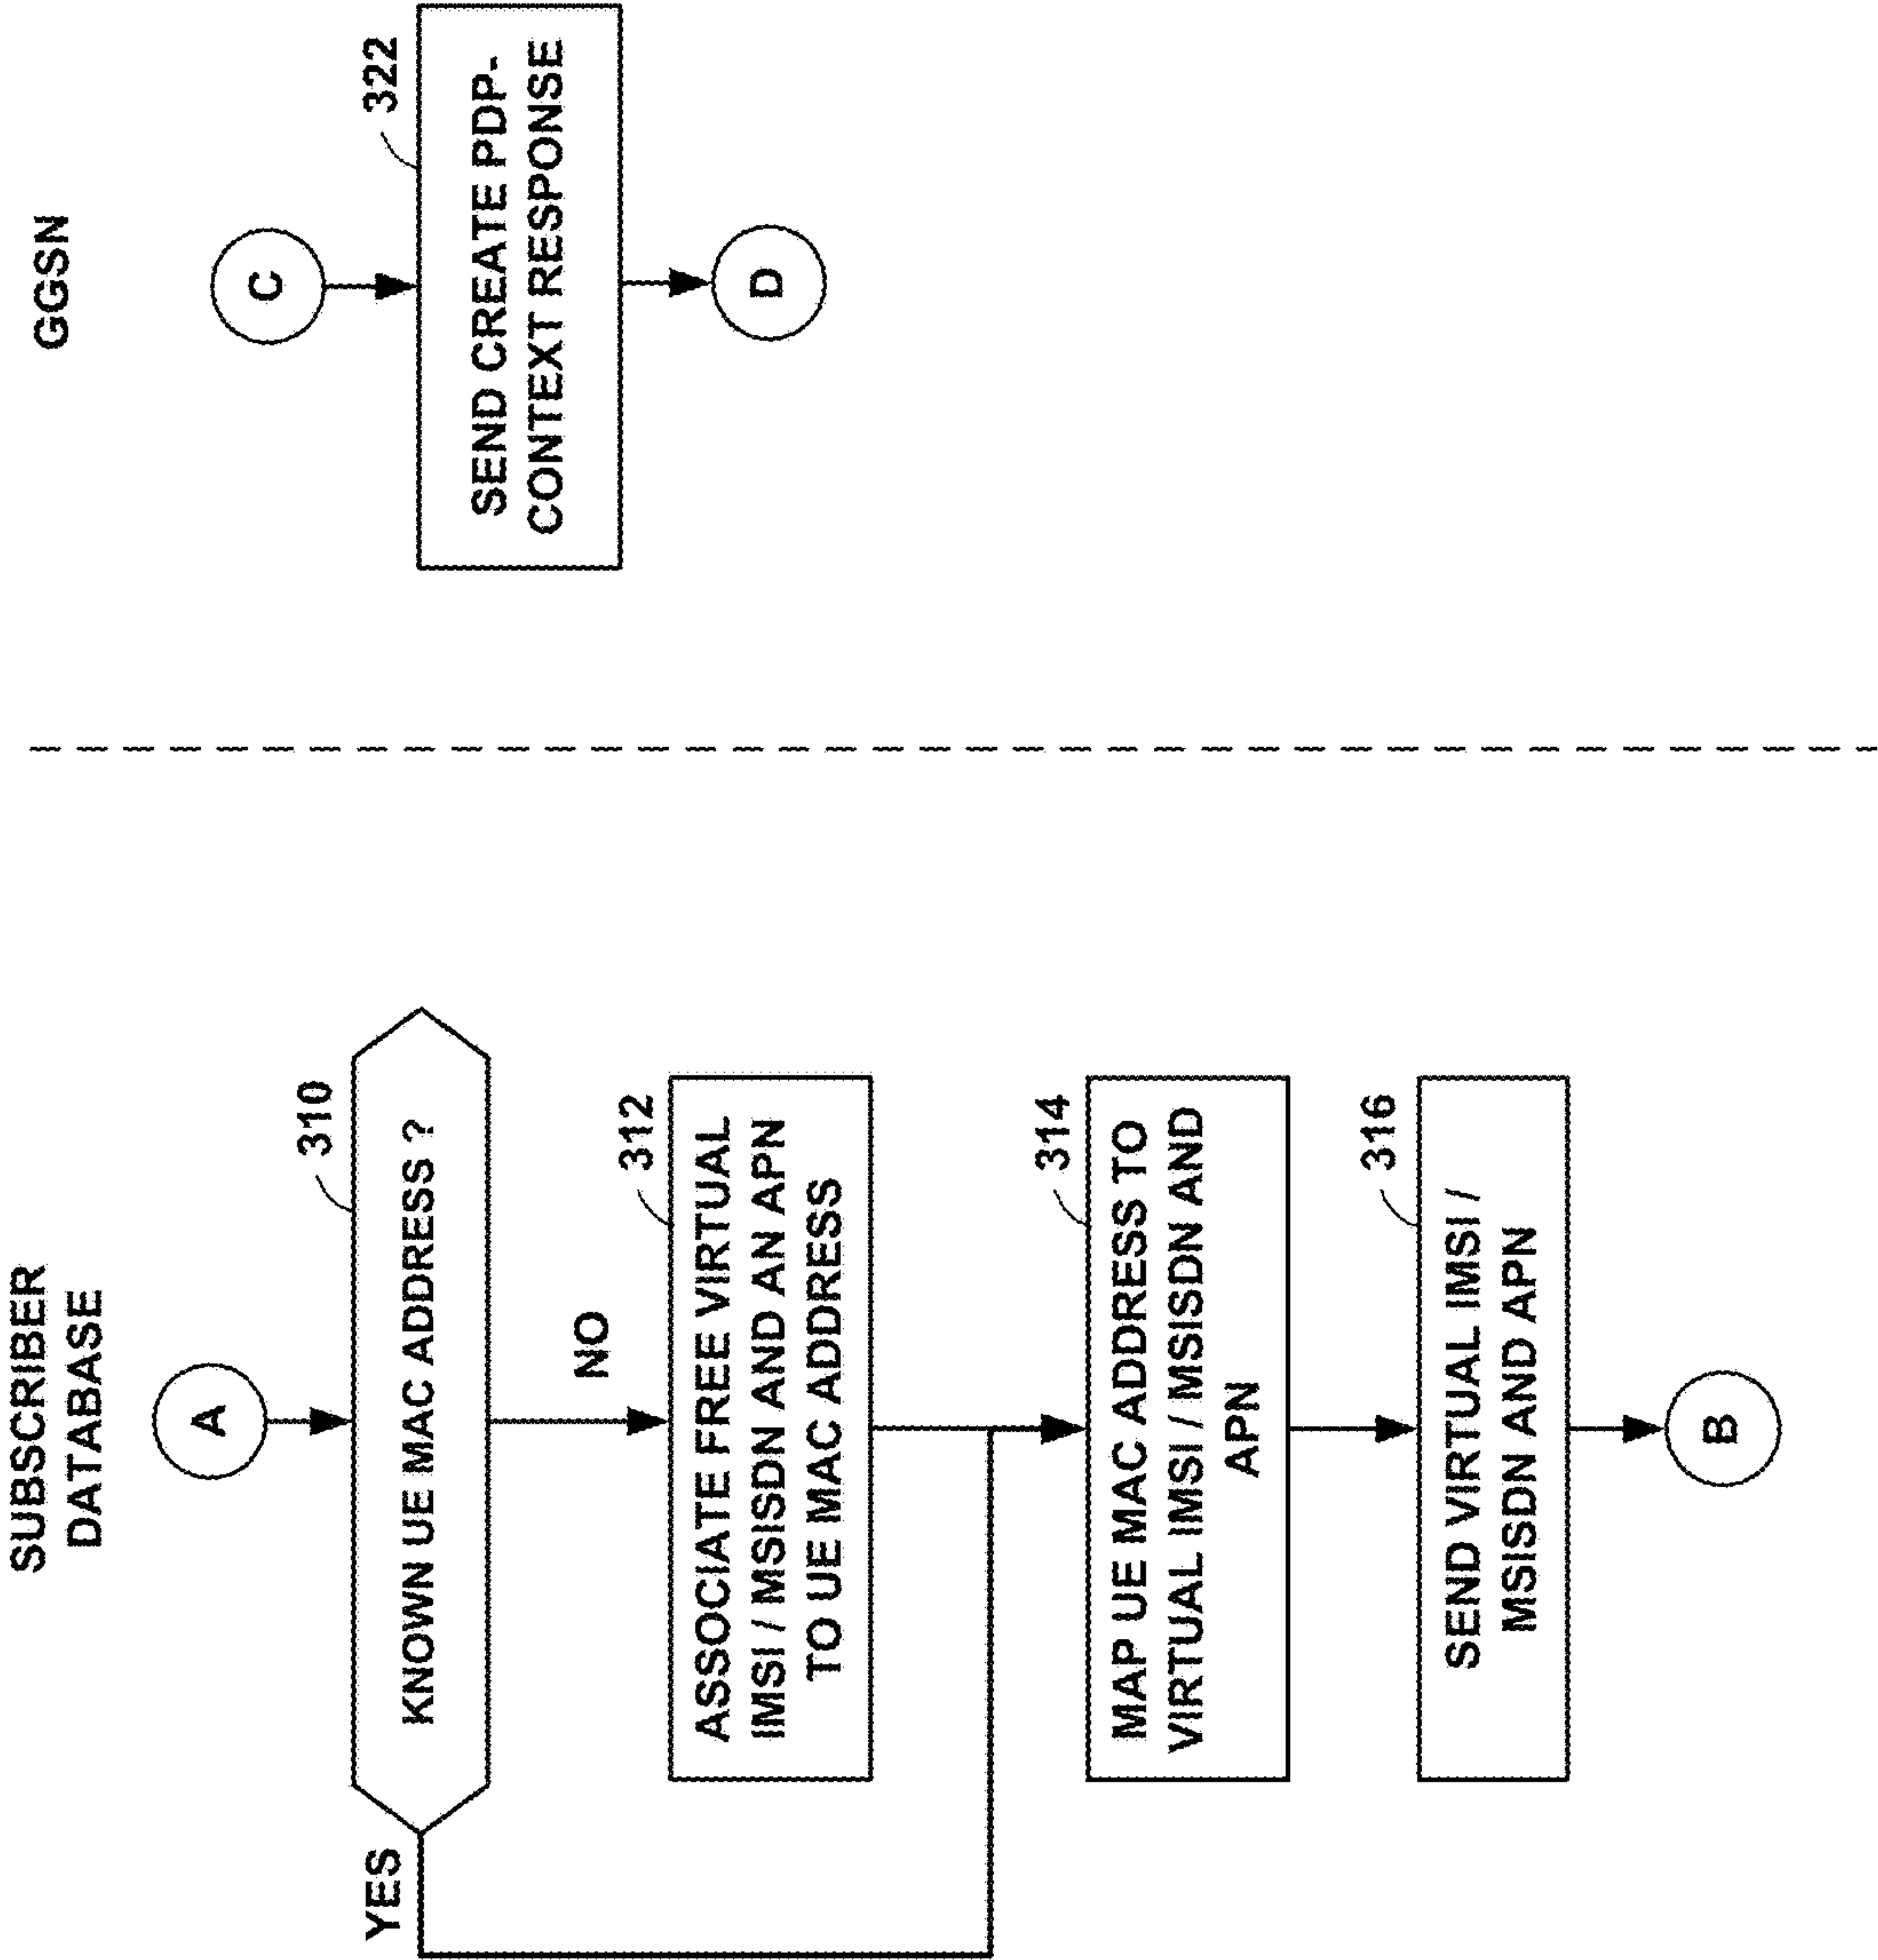 SUBSCRIBER
DATABASE
A
310
KNOWN UE MAC ADDRESS ?
YES
NO
312
ASSOCIATE FREE VIRTUAL
IMSI / MSISDN AND AN APN
TO UE MAC ADDRESS
314
MAP UE MAC ADDRESS TO
VIRTUAL IMSI / MSISDN AND
APN
316
SEND VIRTUAL IMSI /
MSISDN AND APN
B
GGSN
C
322
SEND CREATE PDP-
CONTEXT RESPONSE
D